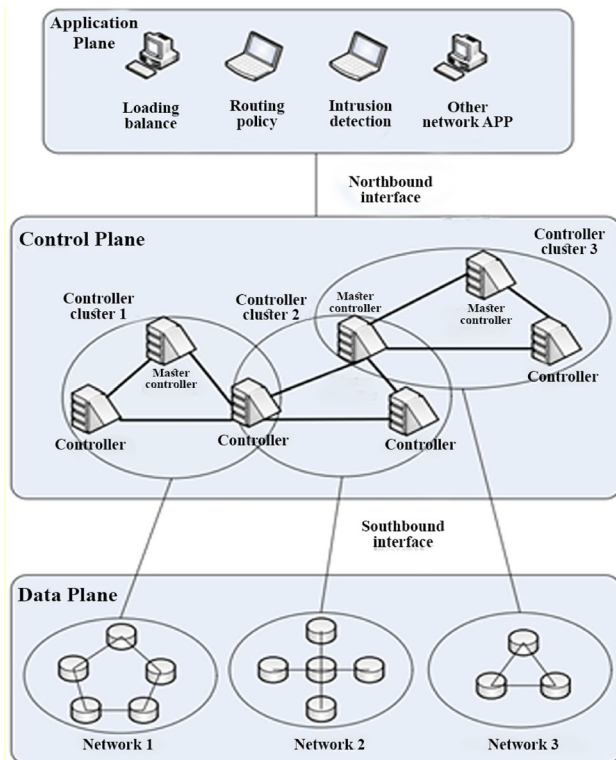 Application
Plane
Loading
balance
Routing
policy
Intrusion
detection
Other
network APP
Northbound
interface
Control Plane
Controller
cluster 3
Controller
cluster 1
Controller
cluster 2
Master
controller
Master
controller
Master
controller
Controller
Controller
Controller
Controller
Southbound
interface
Data Plane
Network 1
Network 2
Network 3